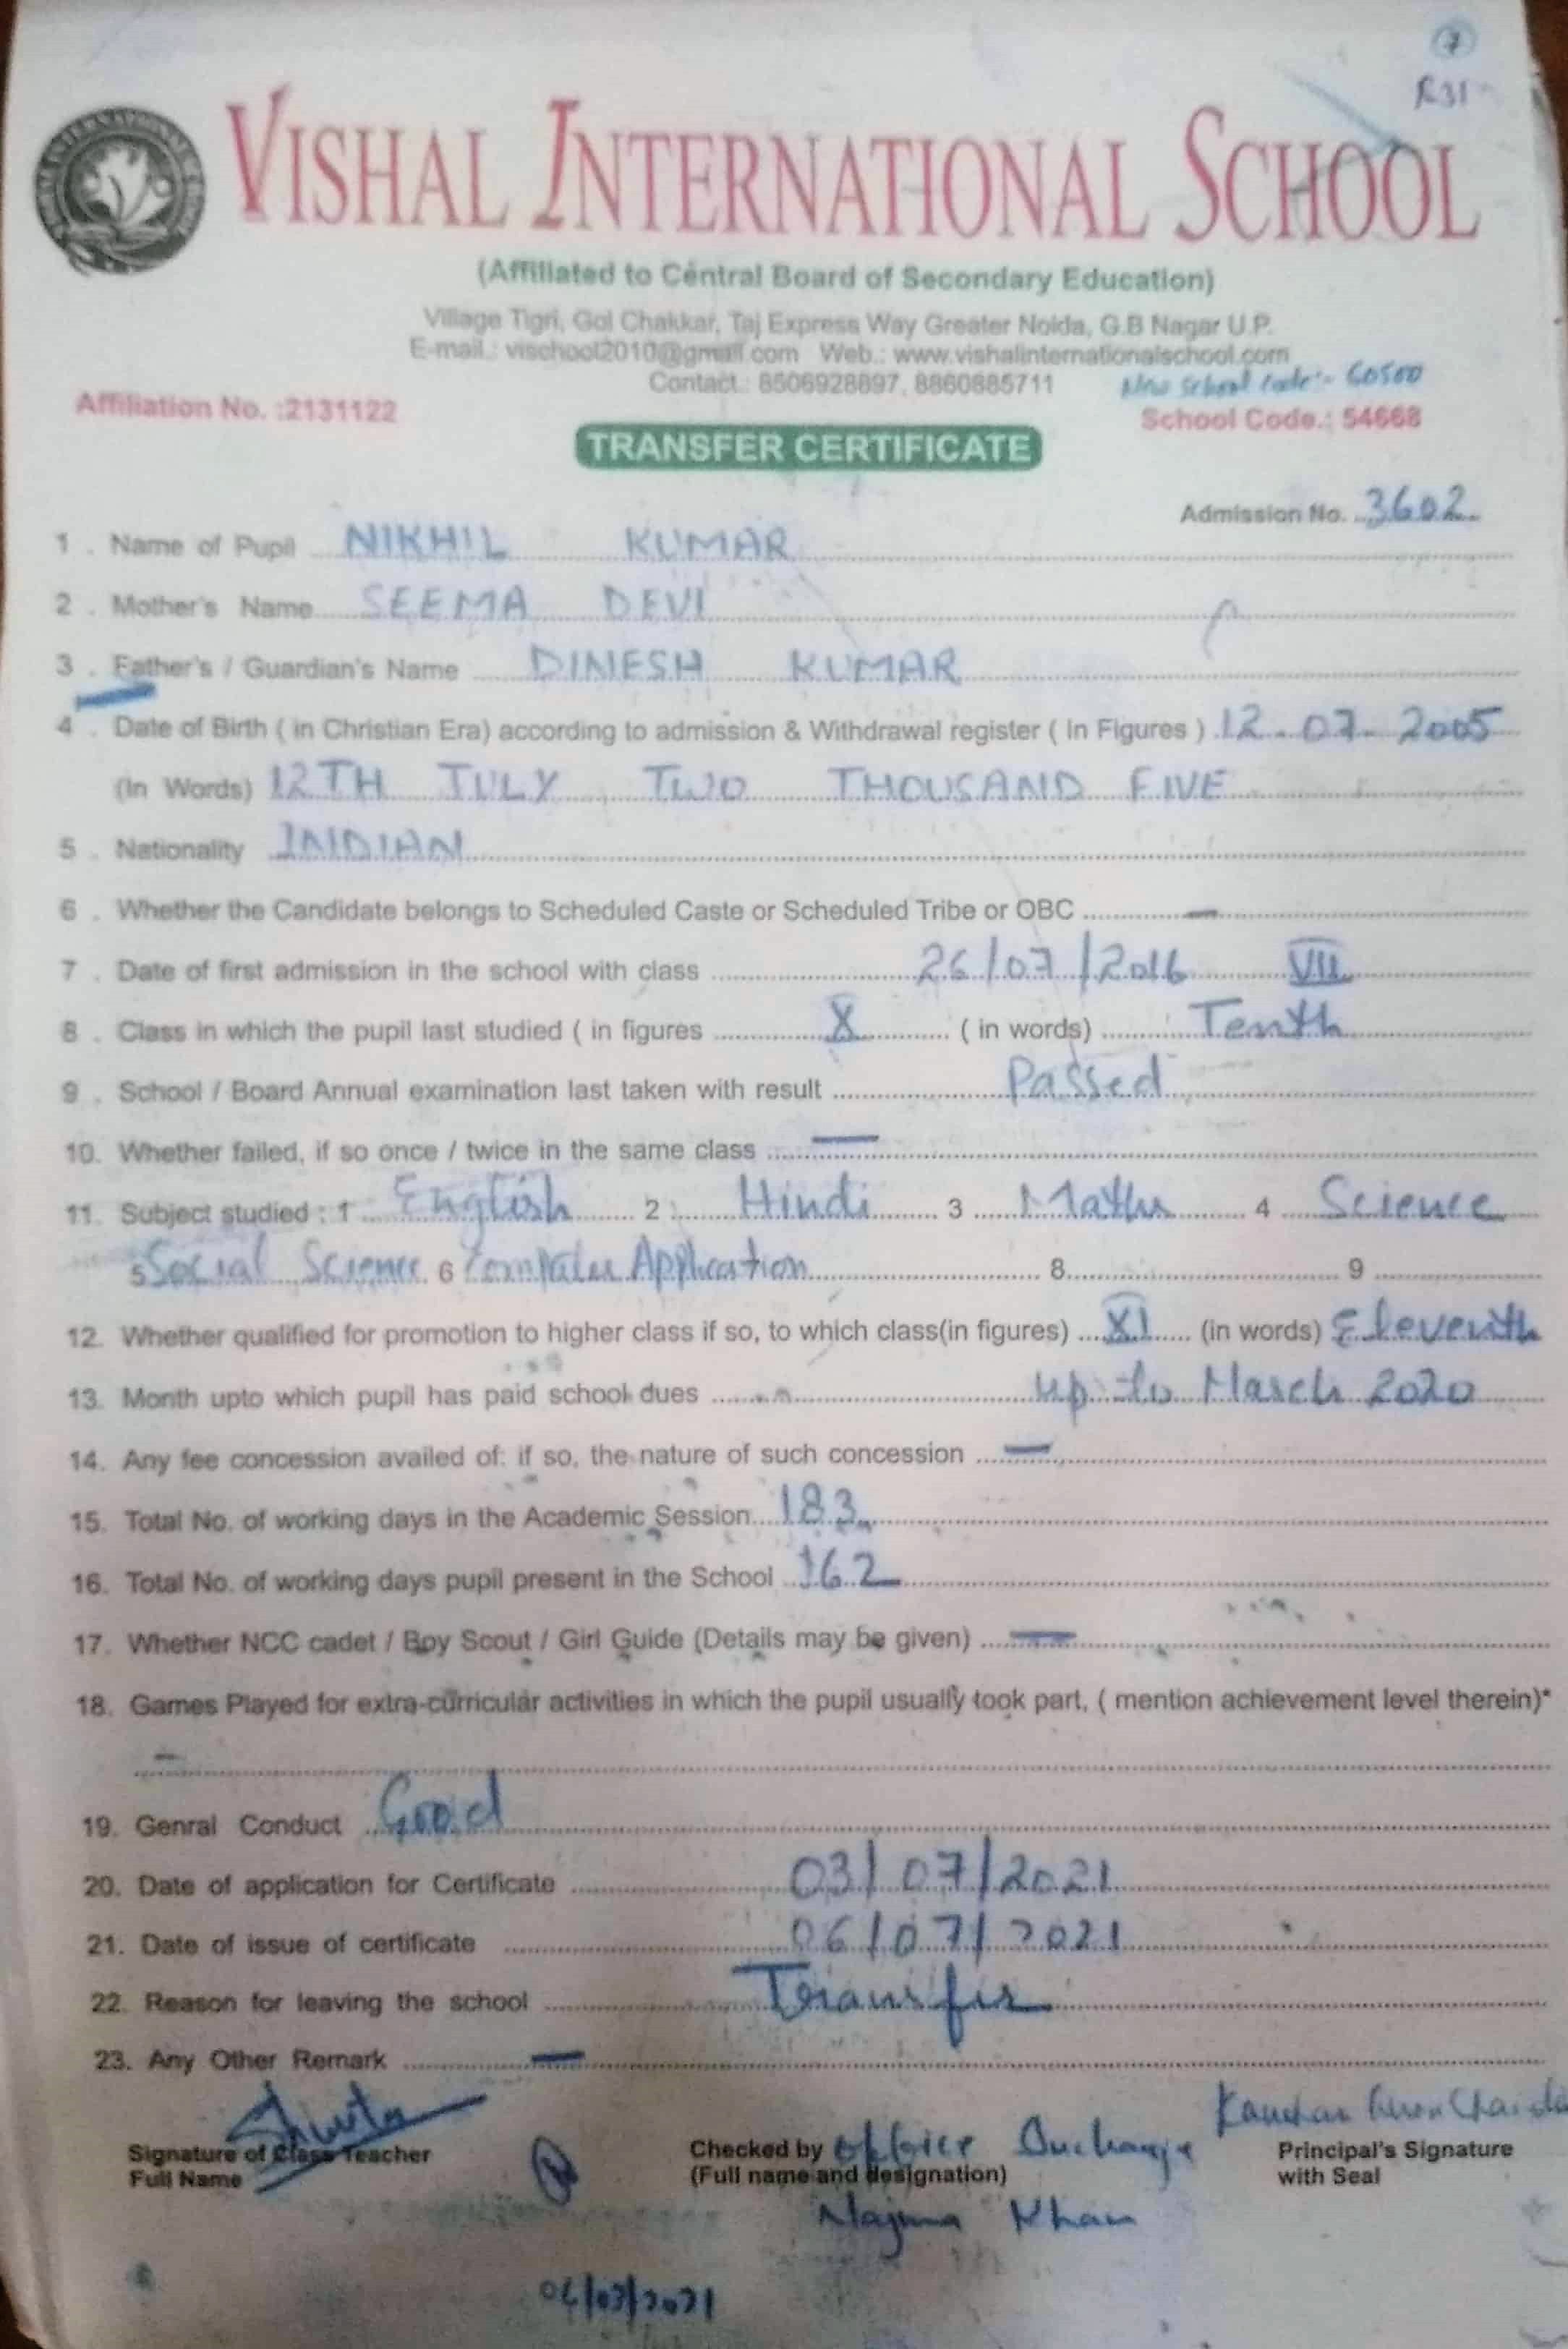 7
R31
VISHAL INTERNATIONAL SCHOOL
(Affiliated to Central Board of Secondary Education)
Village Tigri, Gol Chakkar, Taj Express Way Greater Noida, G.B Nagar U.P.
E-mail.: vischool2010@gmail.com Web.: www.vishalinternationalschool.com
Contact.: 8506928897, 8860885711 New School Code:- 60500
Affiliation No. :2131122 School Code.: 54668
TRANSFER CERTIFICATE
Admission No. 3602
1 . Name of Pupil NIKHIL KUMAR
2 . Mother's Name SEEMA DEVI
3 . Father's / Guardian's Name DINESH KUMAR
4 . Date of Birth ( in Christian Era) according to admission & Withdrawal register ( In Figures ) 12-07-2005
(In Words) 12TH JULY TWO THOUSAND FIVE
5 . Nationality INDIAN
6 . Whether the Candidate belongs to Scheduled Caste or Scheduled Tribe or OBC —
7 . Date of first admission in the school with class 26/07/2016 VII
8 . Class in which the pupil last studied ( in figures X ( in words) Tenth
9 . School / Board Annual examination last taken with result Passed
10. Whether failed, if so once / twice in the same class —
11. Subject studied : 1 English 2 : Hindi 3 Maths 4 Science
5 Social Science 6 Computer Application 8 9
12. Whether qualified for promotion to higher class if so, to which class(in figures) XI (in words) Eleventh
13. Month upto which pupil has paid school dues up to March 2020
14. Any fee concession availed of: if so, the nature of such concession —
15. Total No. of working days in the Academic Session 183
16. Total No. of working days pupil present in the School 162
17. Whether NCC cadet / Boy Scout / Girl Guide (Details may be given) —
18. Games Played for extra-curricular activities in which the pupil usually took part, ( mention achievement level therein)*
—
19. Genral Conduct Good
20. Date of application for Certificate 03/07/2021
21. Date of issue of certificate 06/07/2021
22. Reason for leaving the school Transfer
23. Any Other Remark —
Signature of Class Teacher Checked by Office Principal's Signature
Full Name (Full name and designation) with Seal
Najma Khan
06/07/2021